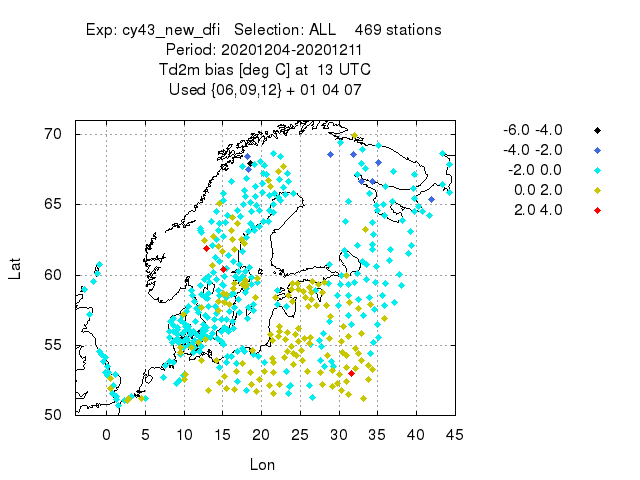 Exp: cy43_new_dfi   Selection: ALL    469 stations
Period: 20201204-20201211
Td2m bias [deg C] at  13 UTC
Used {06,09,12} + 01 04 07
-6.0 -4.0
-4.0 -2.0
-2.0 0.0
0.0 2.0
2.0 4.0
70
65
60
55
50
Lat
0 5 10 15 20 25 30 35 40 45
Lon